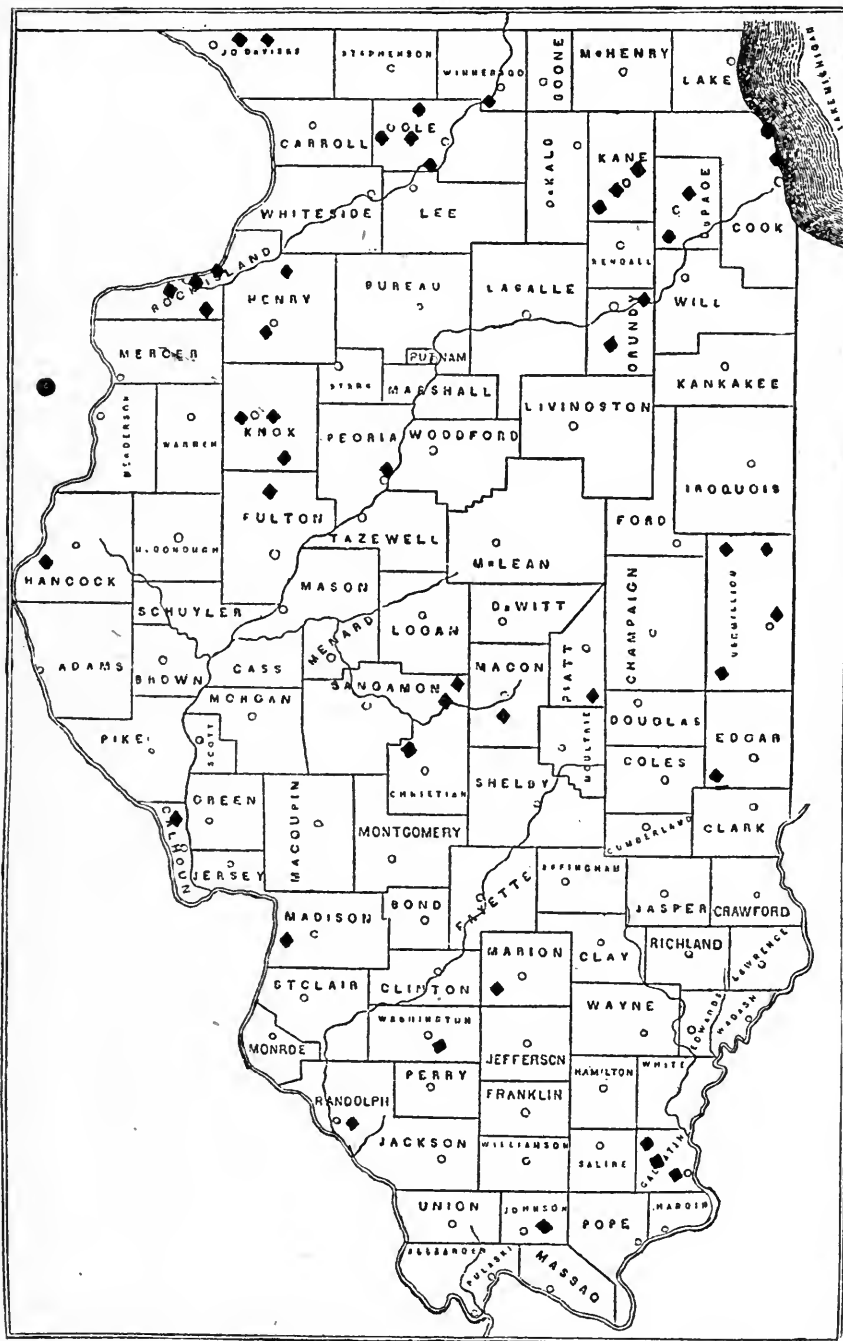 JO DAVIESS
STEPHENSON
WINNEBAGO
BOONE
McHENRY
LAKE
LAKE MICHIGAN
CARROLL
OGLE
DeKALB
KANE
DuPAGE
COOK
WHITESIDE
LEE
KENDALL
ROCK ISLAND
HENRY
BUREAU
LASALLE
GRUNDY
WILL
MERCER
PUTNAM
STARK
MARSHALL
KANKAKEE
HENDERSON
WARREN
KNOX
PEORIA
WOODFORD
LIVINGSTON
IROQUOIS
FULTON
FORD
HANCOCK
McDONOUGH
TAZEWELL
McLEAN
VERMILLION
SCHUYLER
MASON
DeWITT
CHAMPAIGN
ADAMS
BROWN
CASS
MENARD
LOGAN
MACON
PIATT
SANGAMON
MORGAN
PIKE
SCOTT
DOUGLAS
EDGAR
MOULTRIE
COLES
CHRISTIAN
SHELBY
GREEN
MACOUPIN
CALHOUN
CUMBERLAND
CLARK
MONTGOMERY
JERSEY
FAYETTE
EFFINGHAM
JASPER
CRAWFORD
MADISON
BOND
MARION
CLAY
RICHLAND
LAWRENCE
ST CLAIR
CLINTON
WAYNE
EDWARDS
WABASH
WASHINGTON
MONROE
JEFFERSON
PERRY
HAMILTON
WHITE
RANDOLPH
FRANKLIN
JACKSON
WILLIAMSON
SALINE
GALLATIN
UNION
JOHNSON
POPE
HARDIN
ALEXANDER
PULASKI
MASSAC